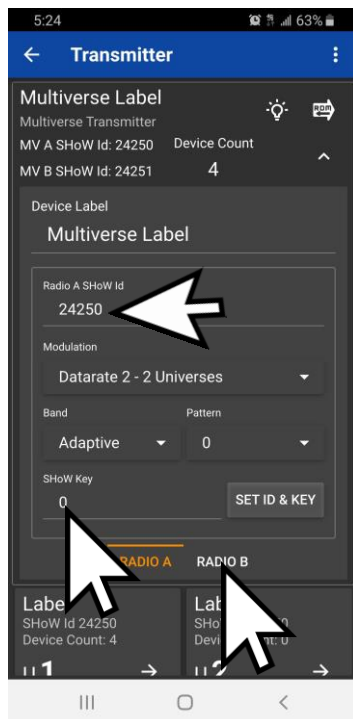 5:24 63%
Transmitter
Multiverse Label
Multiverse Transmitter
ROM
MV A SHoW Id: 24250 Device Count
MV B SHoW Id: 24251 4
Device Label
Multiverse Label
Radio A SHoW Id
24250
Modulation
Datarate 2 - 2 Universes
Band Pattern
Adaptive 0
SHoW Key
0 SET ID & KEY
RADIO A RADIO B
SHoW Id 24250
Device Count: 4